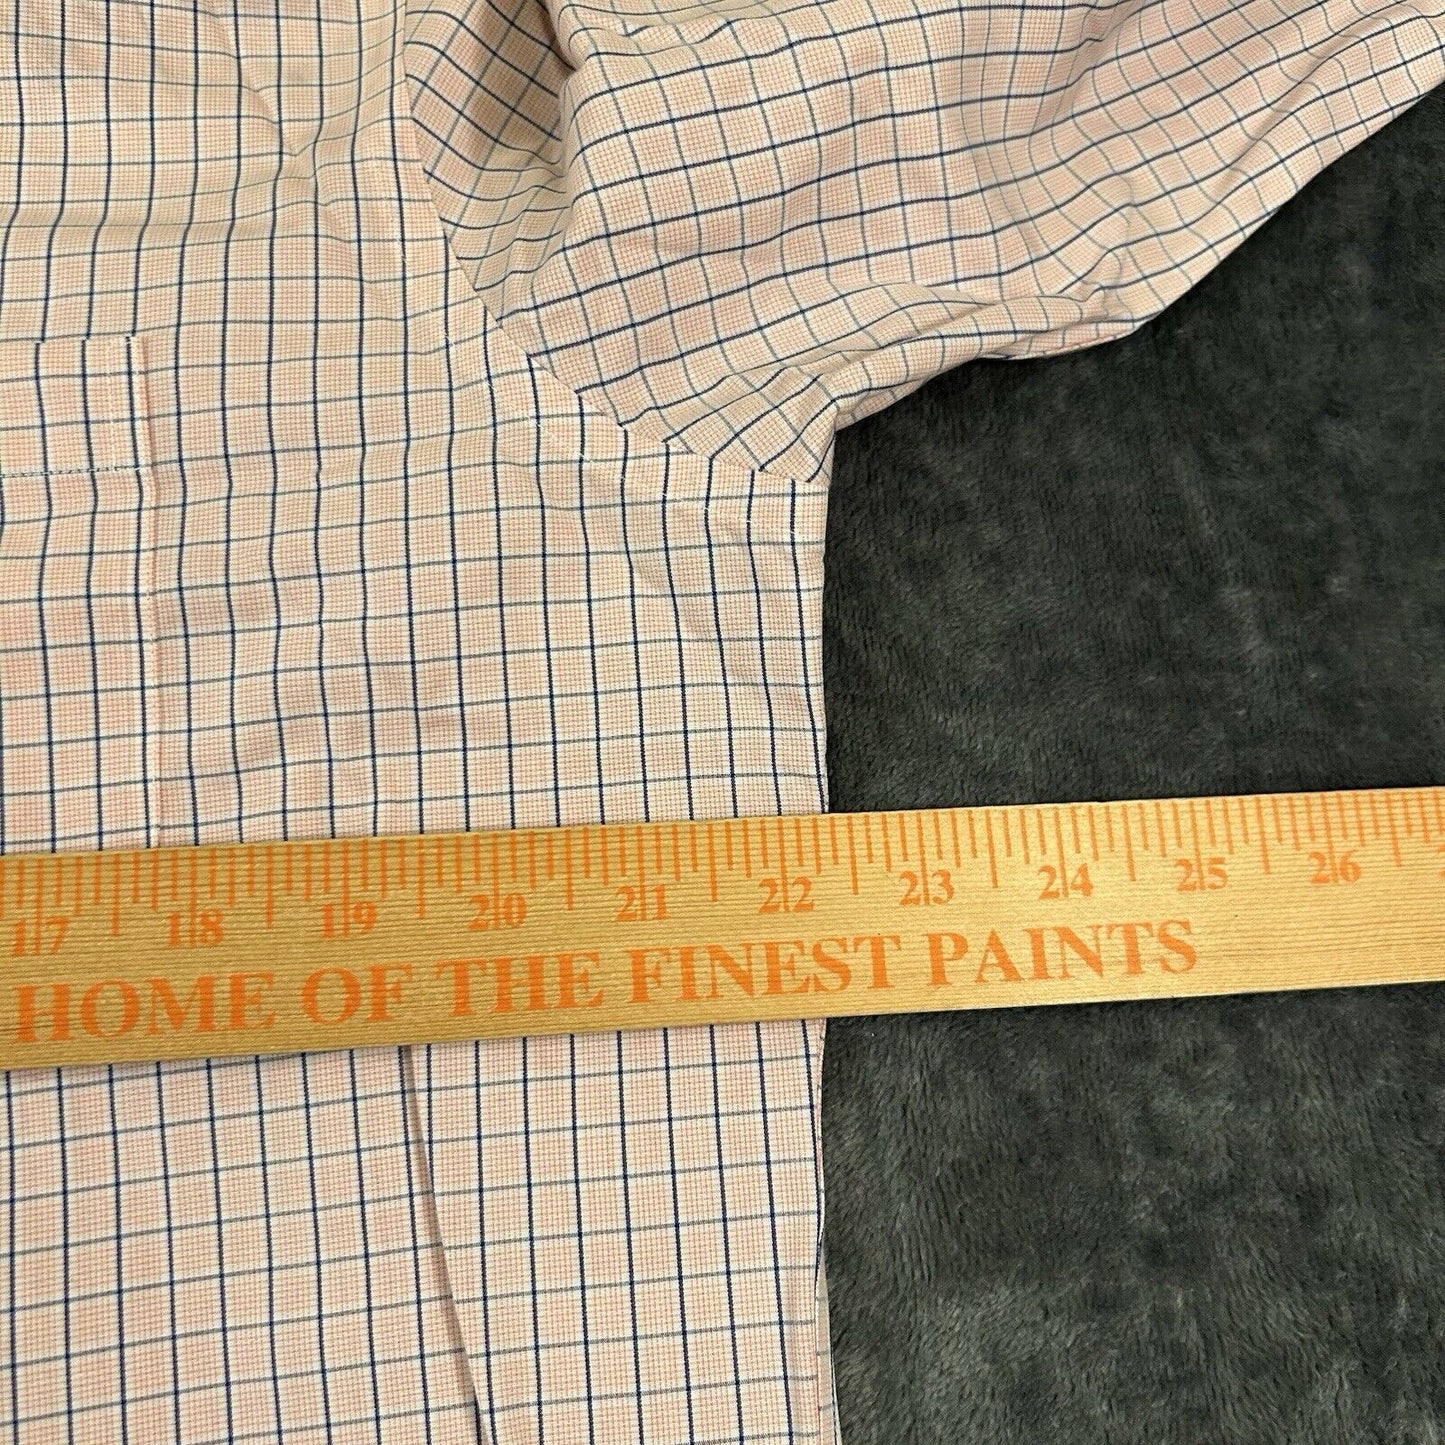 17 18 19 20 21 22 23 24 25 26
HOME OF THE FINEST PAINTS